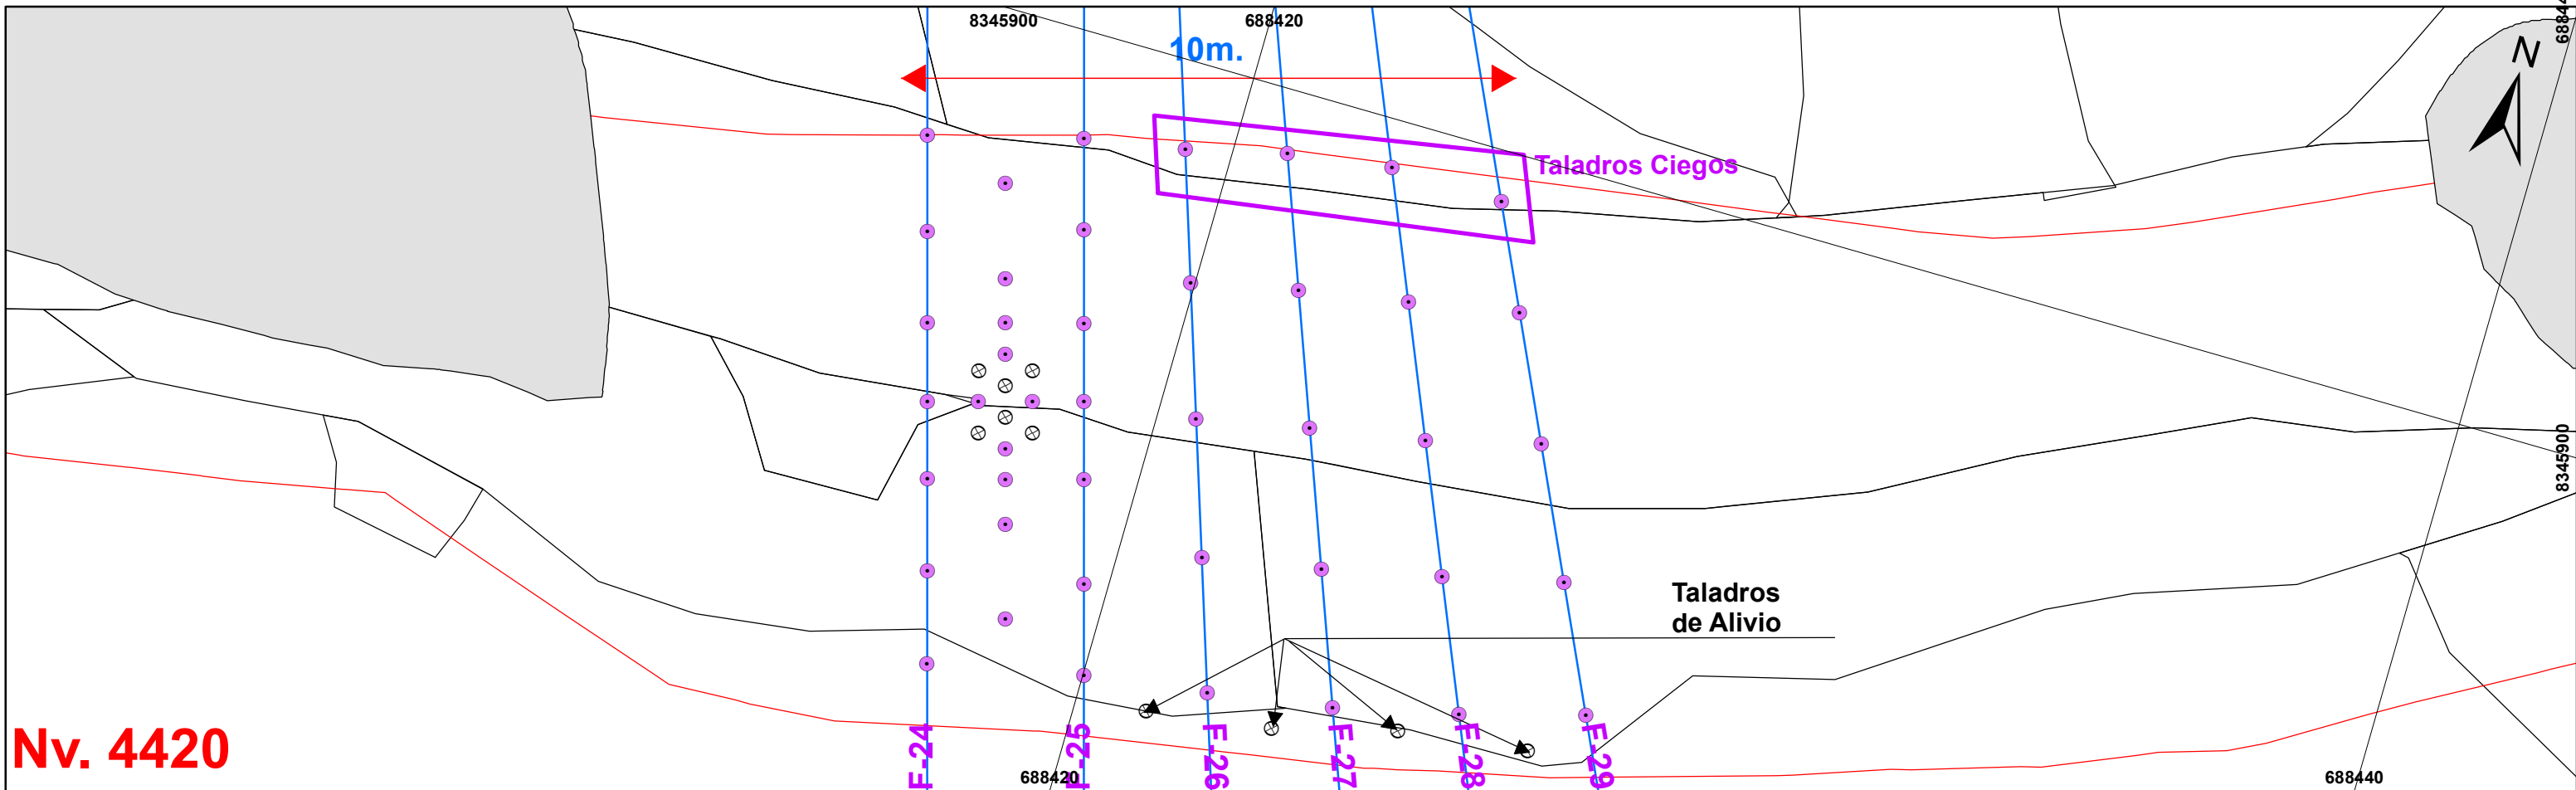 8345900
688420
10m.
N
Taladros Ciegos
8345900
Taladros
de Alivio
Nv. 4420
F-24
F-25
F-26
F-27
F-28
F-29
688420
688440